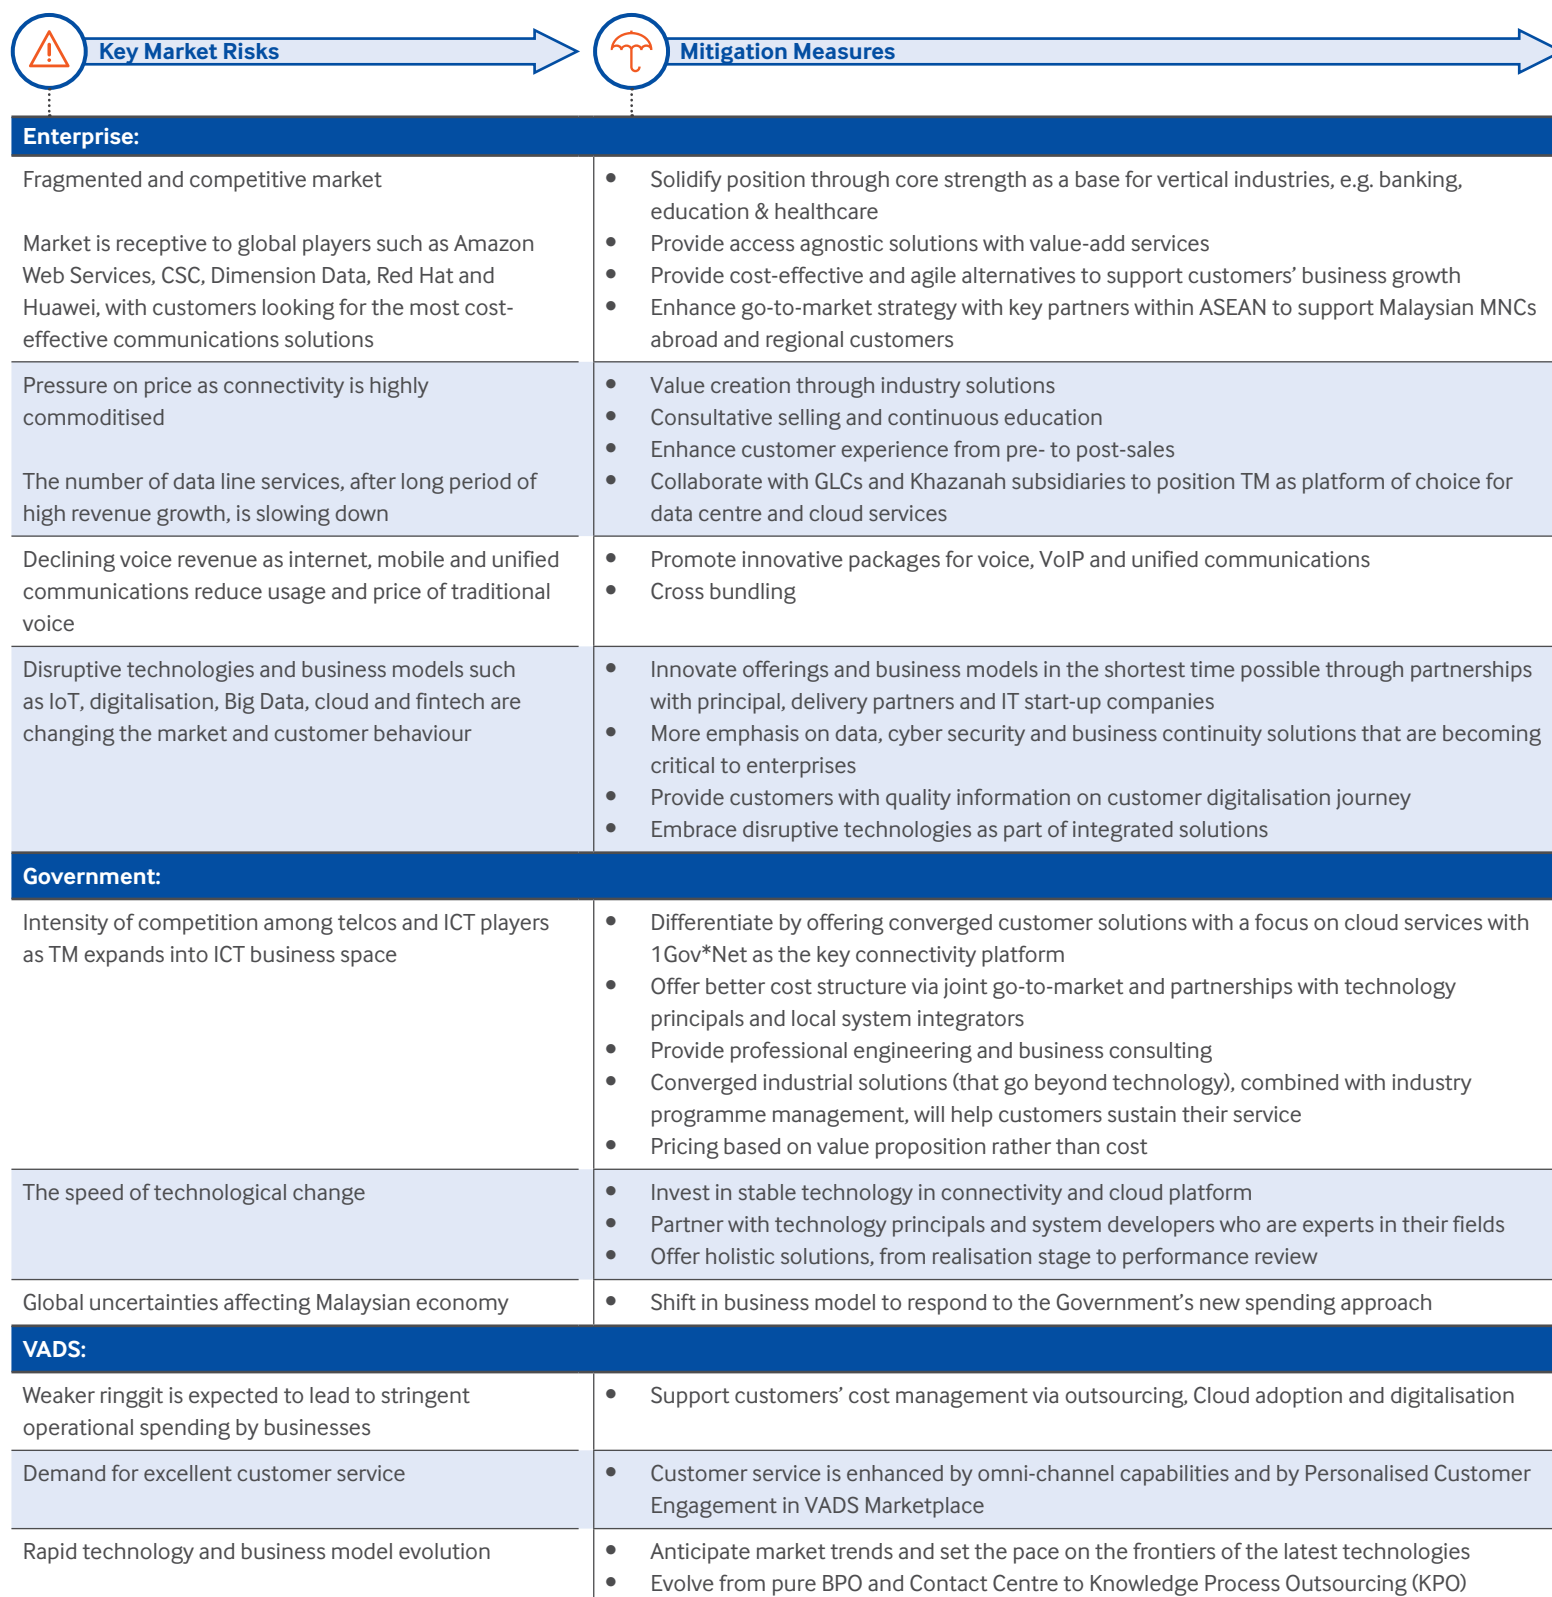 Key Market Risks
Mitigation Measures
Enterprise:
Fragmented and competitive market
Market is receptive to global players such as Amazon
Web Services, CSC, Dimension Data, Red Hat and
Huawei, with customers looking for the most cost-
effective communications solutions
• Solidify position through core strength as a base for vertical industries, e.g. banking,
education & healthcare
• Provide access agnostic solutions with value-add services
• Provide cost-effective and agile alternatives to support customers’ business growth
• Enhance go-to-market strategy with key partners within ASEAN to support Malaysian MNCs
abroad and regional customers
Pressure on price as connectivity is highly
commoditised
The number of data line services, after long period of
high revenue growth, is slowing down
• Value creation through industry solutions
• Consultative selling and continuous education
• Enhance customer experience from pre- to post-sales
• Collaborate with GLCs and Khazanah subsidiaries to position TM as platform of choice for
data centre and cloud services
Declining voice revenue as internet, mobile and unified
communications reduce usage and price of traditional
voice
• Promote innovative packages for voice, VoIP and unified communications
• Cross bundling
Disruptive technologies and business models such
as IoT, digitalisation, Big Data, cloud and fintech are
changing the market and customer behaviour
• Innovate offerings and business models in the shortest time possible through partnerships
with principal, delivery partners and IT start-up companies
• More emphasis on data, cyber security and business continuity solutions that are becoming
critical to enterprises
• Provide customers with quality information on customer digitalisation journey
• Embrace disruptive technologies as part of integrated solutions
Government:
Intensity of competition among telcos and ICT players
as TM expands into ICT business space
• Differentiate by offering converged customer solutions with a focus on cloud services with
1Gov*Net as the key connectivity platform
• Offer better cost structure via joint go-to-market and partnerships with technology
principals and local system integrators
• Provide professional engineering and business consulting
• Converged industrial solutions (that go beyond technology), combined with industry
programme management, will help customers sustain their service
• Pricing based on value proposition rather than cost
The speed of technological change
• Invest in stable technology in connectivity and cloud platform
• Partner with technology principals and system developers who are experts in their fields
• Offer holistic solutions, from realisation stage to performance review
Global uncertainties affecting Malaysian economy
• Shift in business model to respond to the Government’s new spending approach
VADS:
Weaker ringgit is expected to lead to stringent
operational spending by businesses
• Support customers’ cost management via outsourcing, Cloud adoption and digitalisation
Demand for excellent customer service
• Customer service is enhanced by omni-channel capabilities and by Personalised Customer
Engagement in VADS Marketplace
Rapid technology and business model evolution
• Anticipate market trends and set the pace on the frontiers of the latest technologies
• Evolve from pure BPO and Contact Centre to Knowledge Process Outsourcing (KPO)